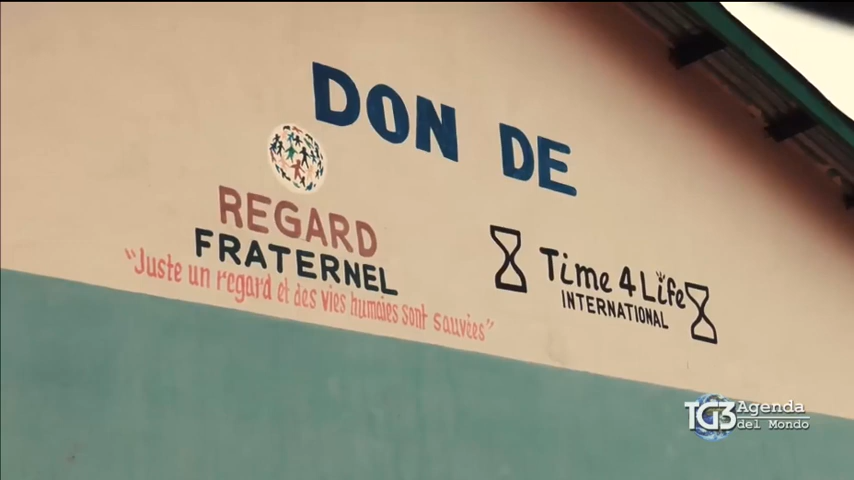 DON DE
REGARD
FRATERNEL
"Juste un regard et des vies humaies sont sauvées"
Time 4 Life
INTERNATIONAL
TG3 Agenda
del Mondo